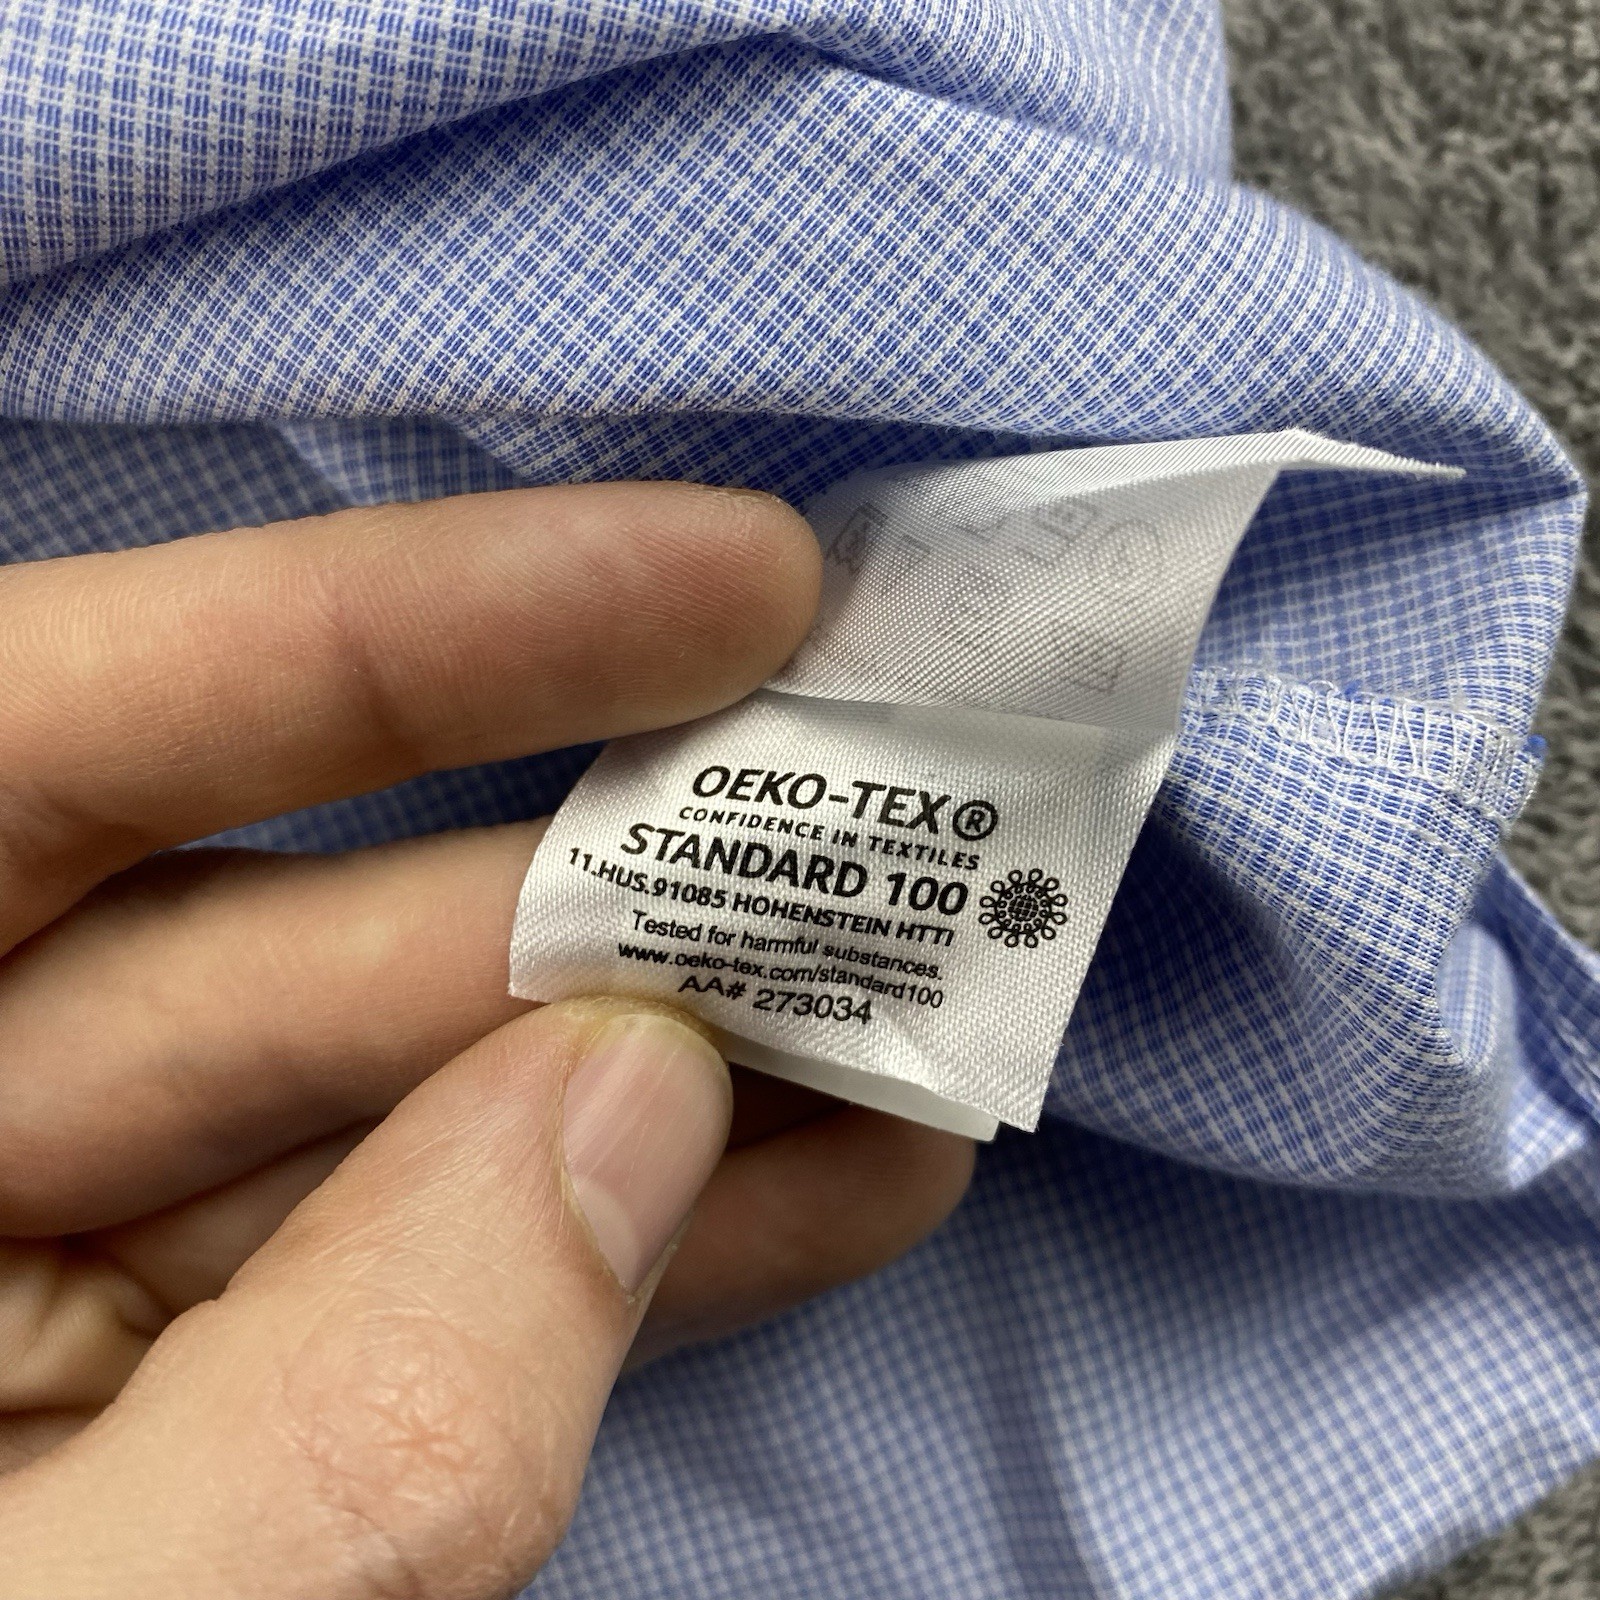 OEKO-TEX®
CONFIDENCE IN TEXTILES
STANDARD 100
11.HUS.91085 HOHENSTEIN HTTI
Tested for harmful substances.
www.oeko-tex.com/standard100
AA# 273034